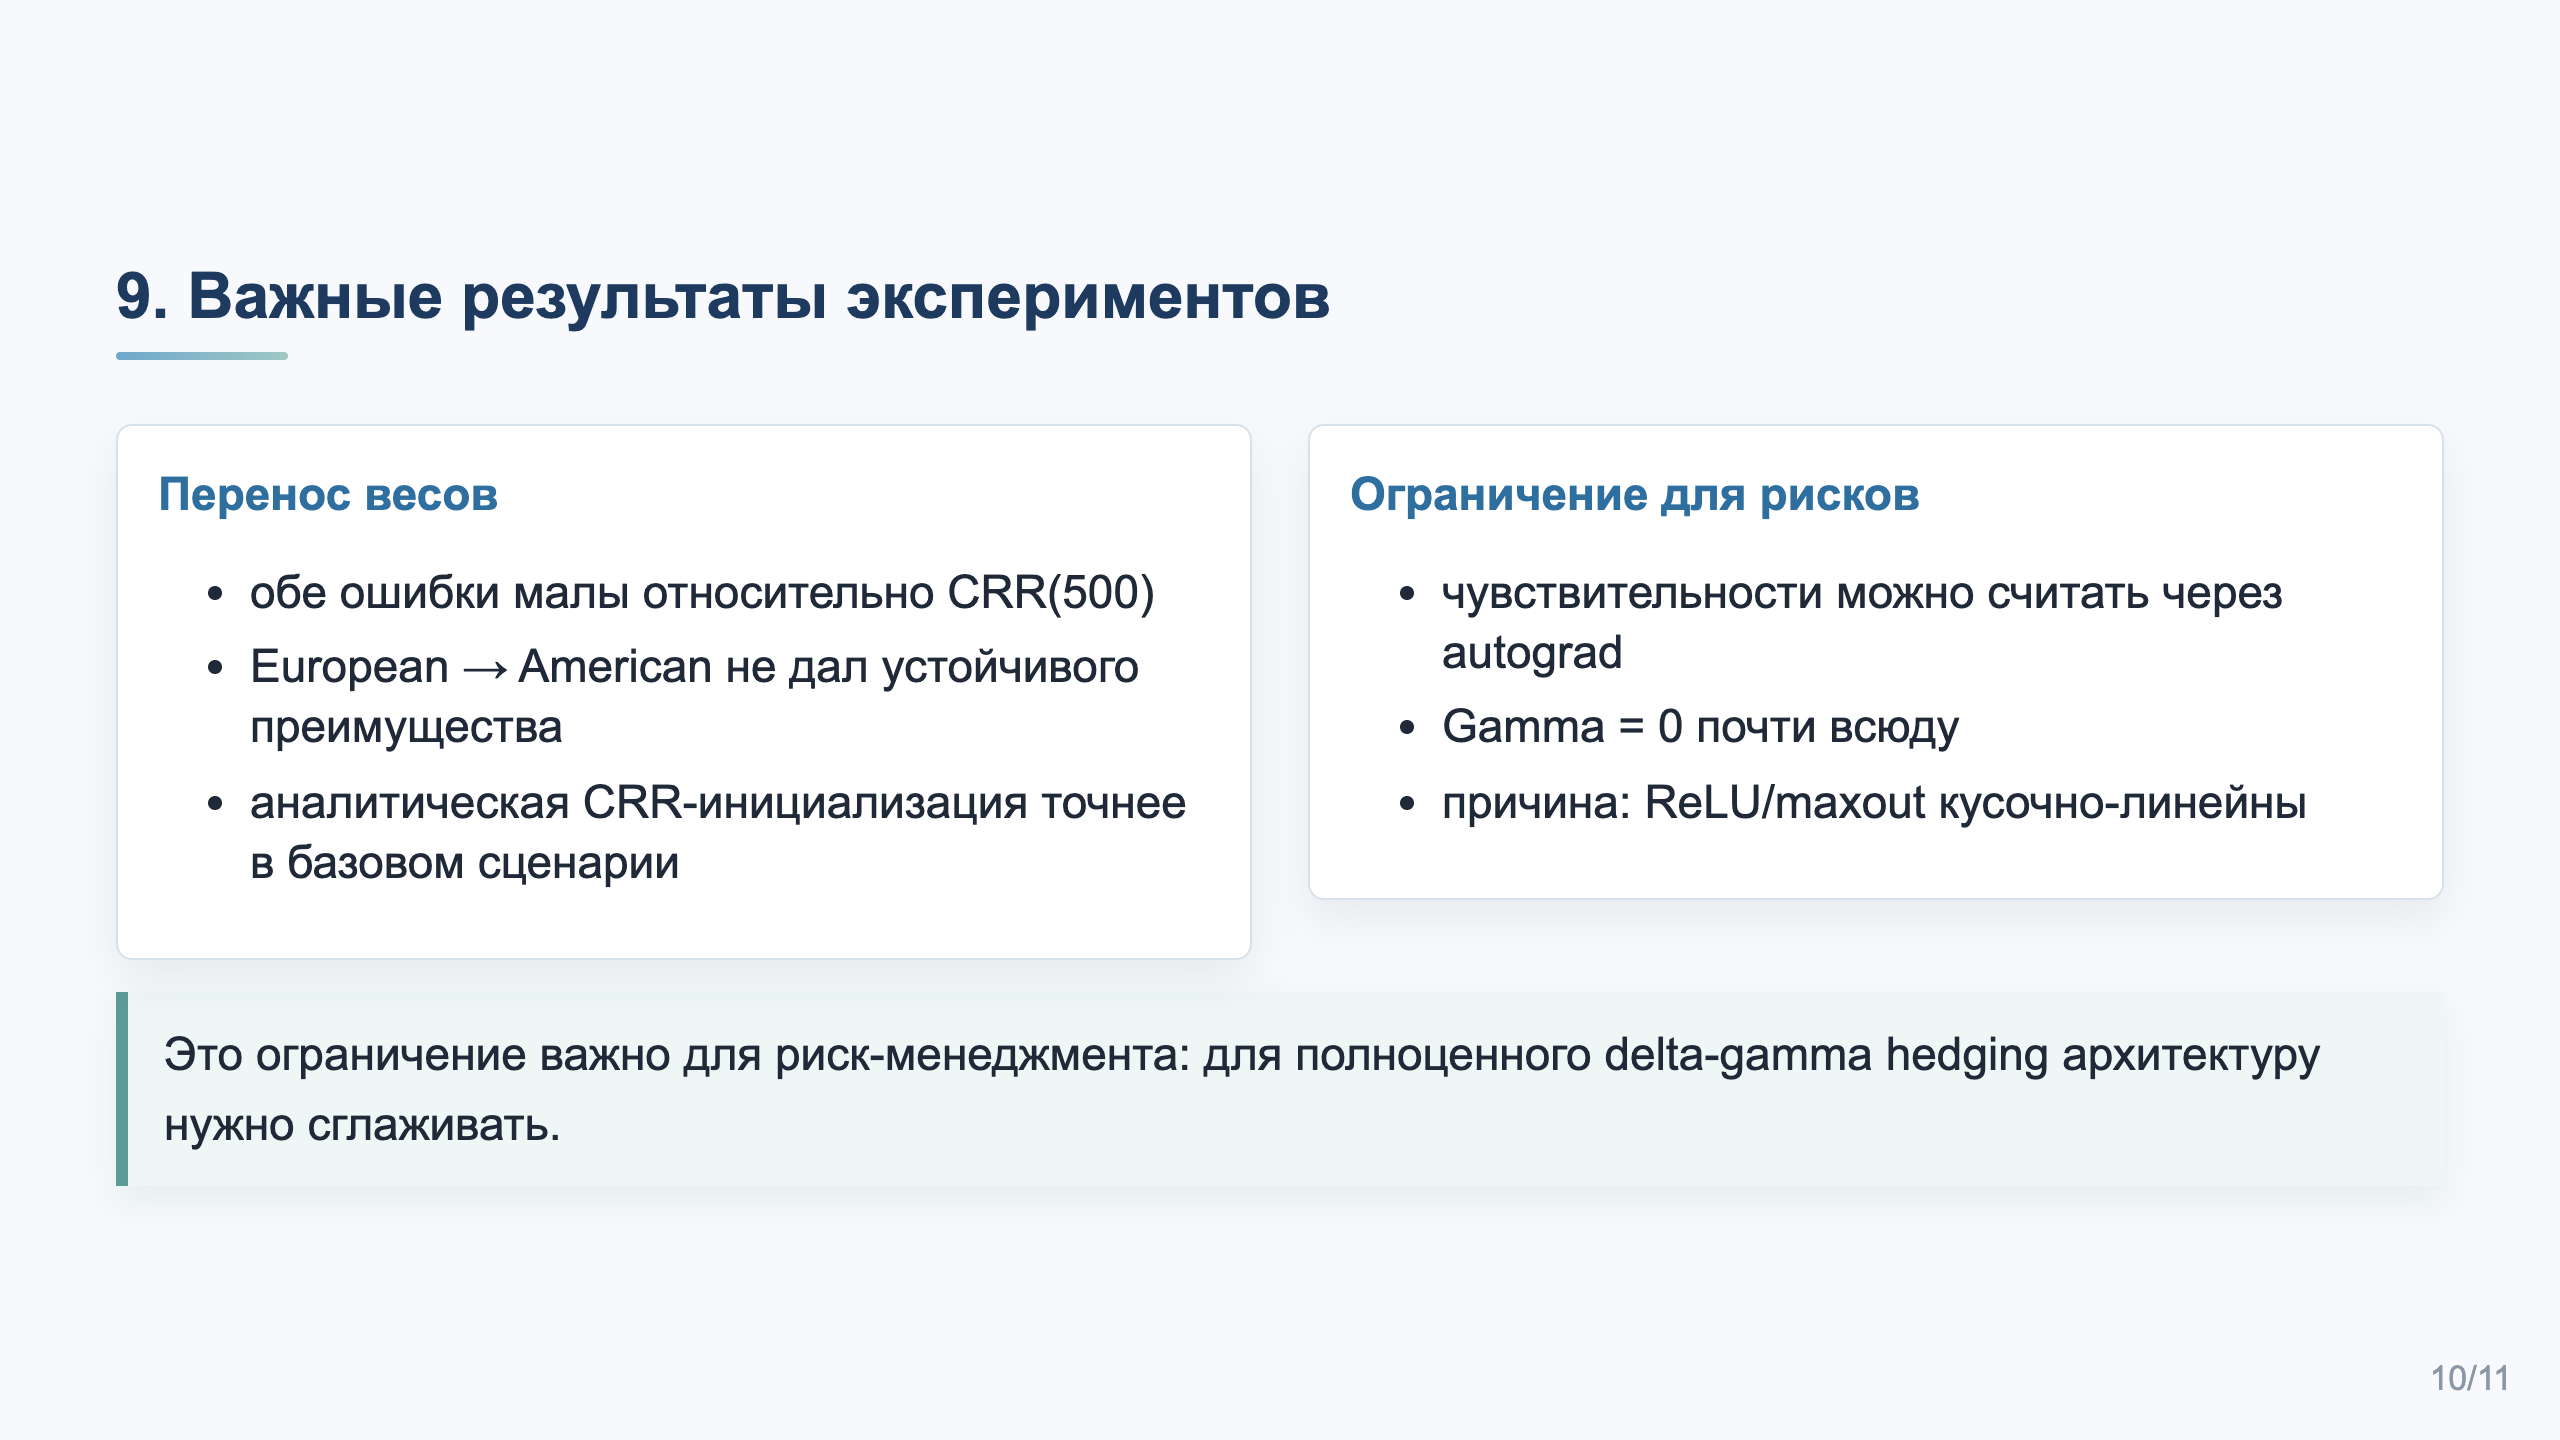 9. Важные результаты экспериментов
Перенос весов
• обе ошибки малы относительно CRR(500)
• European → American не дал устойчивого
преимущества
• аналитическая CRR-инициализация точнее
в базовом сценарии
Ограничение для рисков
• чувствительности можно считать через
autograd
• Gamma = 0 почти всюду
• причина: ReLU/maxout кусочно-линейны
Это ограничение важно для риск-менеджмента: для полноценного delta-gamma hedging архитектуру
нужно сглаживать.
10/11